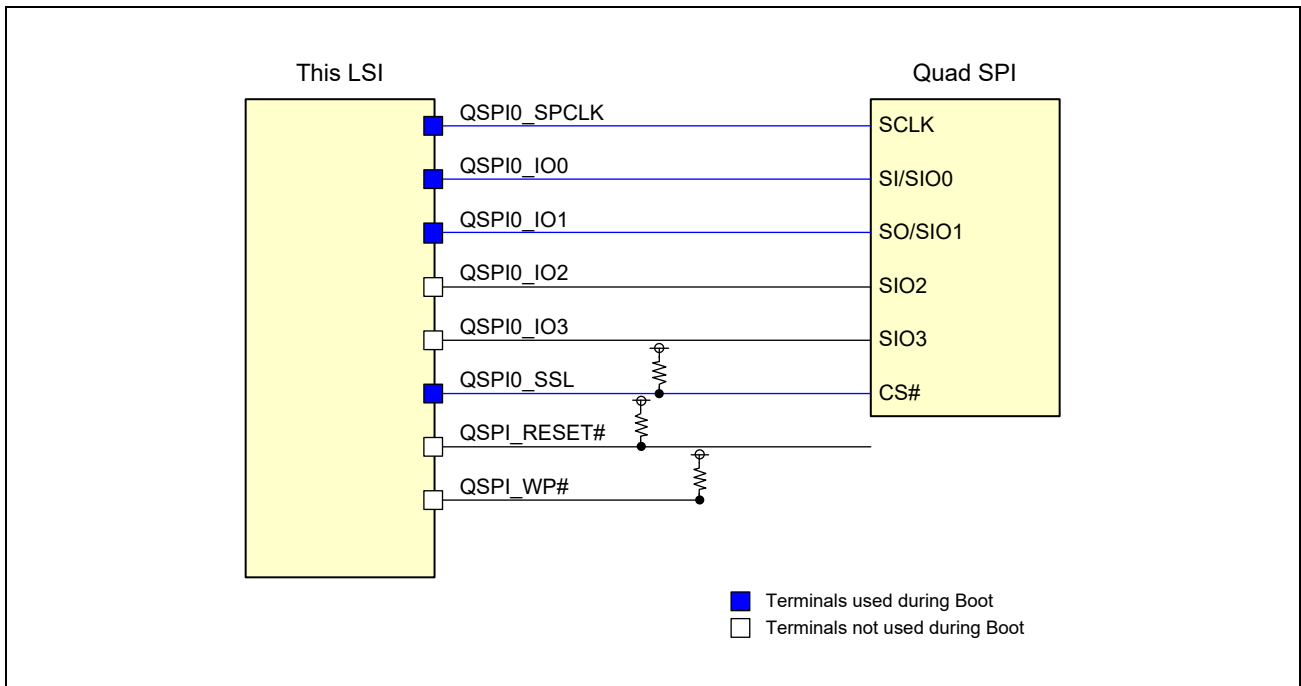 This LSI
Quad SPI
QSPI0_SPCLK
SCLK
QSPI0_IO0
SI/SIO0
QSPI0_IO1
SO/SIO1
QSPI0_IO2
SIO2
QSPI0_IO3
SIO3
QSPI0_SSL
CS#
QSPI_RESET#
QSPI_WP#
Terminals used during Boot
Terminals not used during Boot